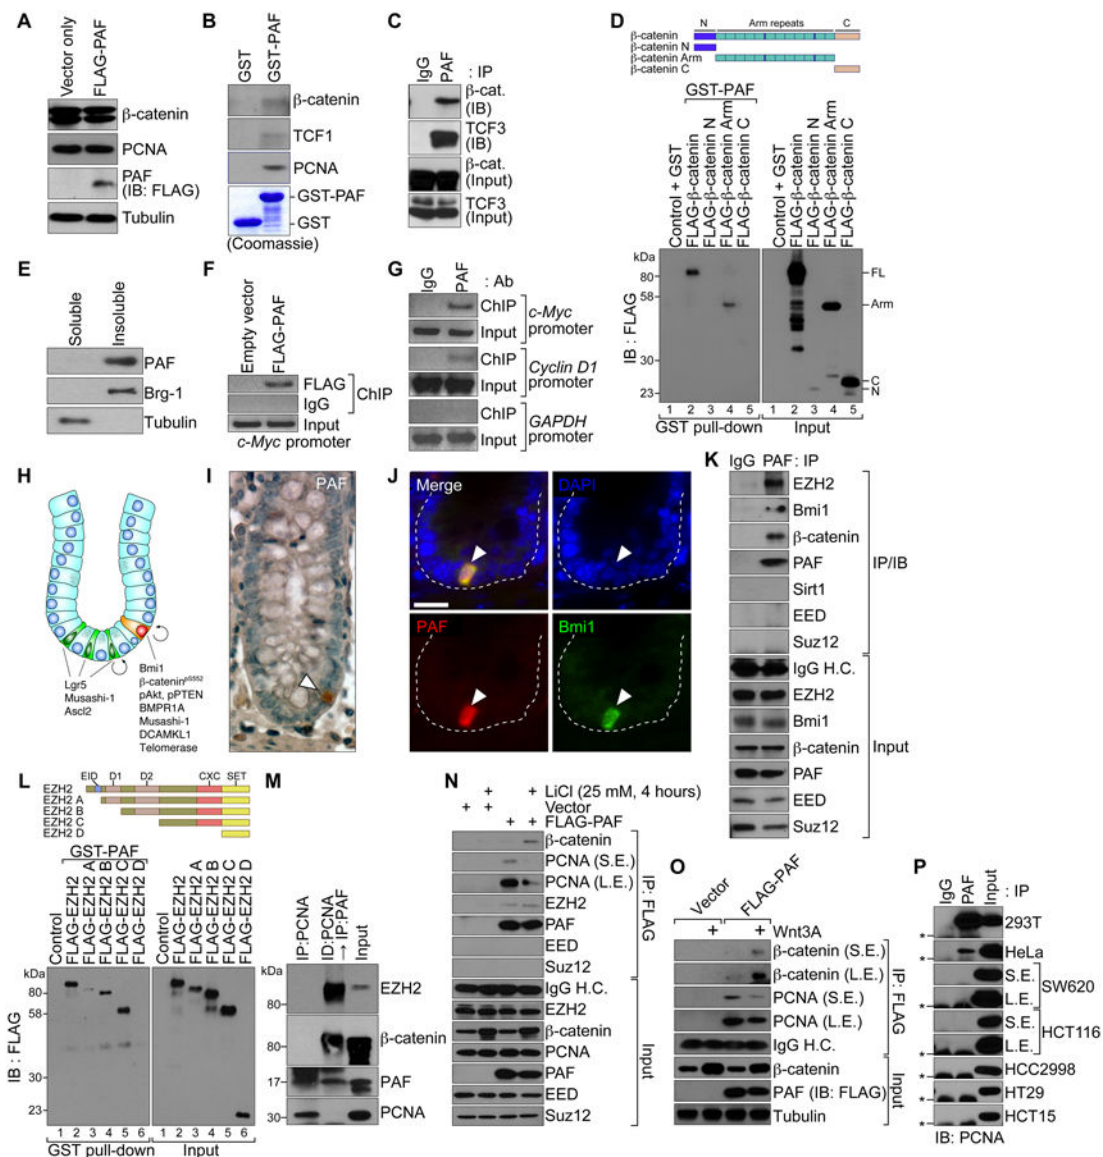 A
Vector only
FLAG-PAF
β-catenin
PCNA
PAF
(IB: FLAG)
Tubulin
B
GST
GST-PAF
β-catenin
TCF1
PCNA
GST-PAF
GST
(Coomassie)
C
IgG
PAF
: IP
β-cat.
(IB)
TCF3
(IB)
β-cat.
(Input)
TCF3
(Input)
D
N Arm repeats C
β-catenin
β-catenin N
β-catenin Arm
β-catenin C
GST-PAF
Control + GST
FLAG-β-catenin
FLAG-β-catenin N
FLAG-β-catenin Arm
FLAG-β-catenin C
Control + GST
FLAG-β-catenin
FLAG-β-catenin N
FLAG-β-catenin Arm
FLAG-β-catenin C
kDa
80
58
30
23
IB : FLAG
FL
Arm
C
N
1 2 3 4 5 1 2 3 4 5
GST pull-down Input
E
Soluble
Insoluble
PAF
Brg-1
Tubulin
F
Empty vector
FLAG-PAF
FLAG
IgG
ChIP
Input
c-Myc promoter
G
IgG
PAF
: Ab
ChIP
Input
c-Myc
promoter
ChIP
Input
Cyclin D1
promoter
ChIP
Input
GAPDH
promoter
H
Lgr5
Musashi-1
Ascl2
Bmi1
β-catenin pS552
pAkt, pPTEN
BMPR1A
Musashi-1
DCAMKL1
Telomerase
I
PAF
J
Merge
DAPI
PAF
Bmi1
K
IgG PAF : IP
EZH2
Bmi1
β-catenin
PAF
Sirt1
EED
Suz12
IP/IB
IgG H.C.
EZH2
Bmi1
β-catenin
PAF
EED
Suz12
Input
L
EID D1 D2 CXC SET
EZH2
EZH2 A
EZH2 B
EZH2 C
EZH2 D
GST-PAF
Control
FLAG-EZH2
FLAG-EZH2 A
FLAG-EZH2 B
FLAG-EZH2 C
FLAG-EZH2 D
Control
FLAG-EZH2
FLAG-EZH2 A
FLAG-EZH2 B
FLAG-EZH2 C
FLAG-EZH2 D
kDa
80
58
30
23
IB : FLAG
1 2 3 4 5 6 1 2 3 4 5 6
GST pull-down Input
M
IP:PCNA
ID:PCNA
→ IP:PAF
Input
kDa
80
EZH2
80
β-catenin
17
PAF
30
PCNA
N
+ + LiCl (25 mM, 4 hours)
+ + Vector
+ + FLAG-PAF
β-catenin
PCNA (S.E.)
PCNA (L.E.)
EZH2
PAF
EED
Suz12
IP: FLAG
IgG H.C.
EZH2
β-catenin
PCNA
PAF
EED
Suz12
Input
O
Vector
FLAG-PAF
+ + Wnt3A
β-catenin (S.E.)
β-catenin (L.E.)
PCNA (S.E.)
PCNA (L.E.)
IgG H.C.
IP: FLAG
β-catenin
PAF (IB: FLAG)
Tubulin
Input
P
IgG
PAF
Input
: IP
* 293T
* HeLa
S.E.
* L.E.
SW620
S.E.
* L.E.
HCT116
* HCC2998
* HT29
* HCT15
IB: PCNA